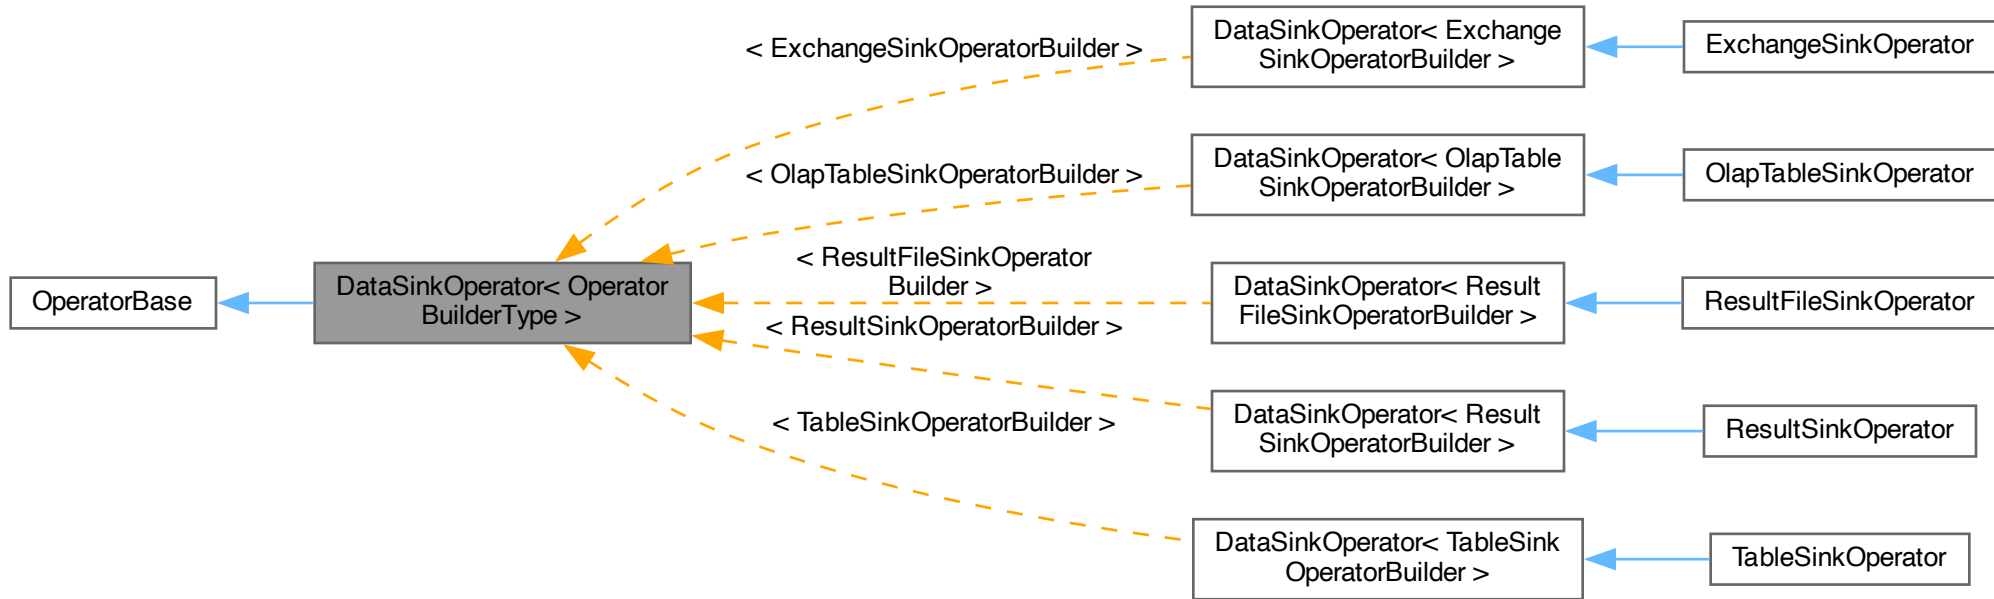 < ExchangeSinkOperatorBuilder >
DataSinkOperator< Exchange
SinkOperatorBuilder >
ExchangeSinkOperator
< OlapTableSinkOperatorBuilder >
DataSinkOperator< OlapTable
SinkOperatorBuilder >
OlapTableSinkOperator
OperatorBase
DataSinkOperator< Operator
BuilderType >
< ResultFileSinkOperator
Builder >
DataSinkOperator< Result
FileSinkOperatorBuilder >
ResultFileSinkOperator
< ResultSinkOperatorBuilder >
DataSinkOperator< Result
SinkOperatorBuilder >
ResultSinkOperator
< TableSinkOperatorBuilder >
DataSinkOperator< TableSink
OperatorBuilder >
TableSinkOperator